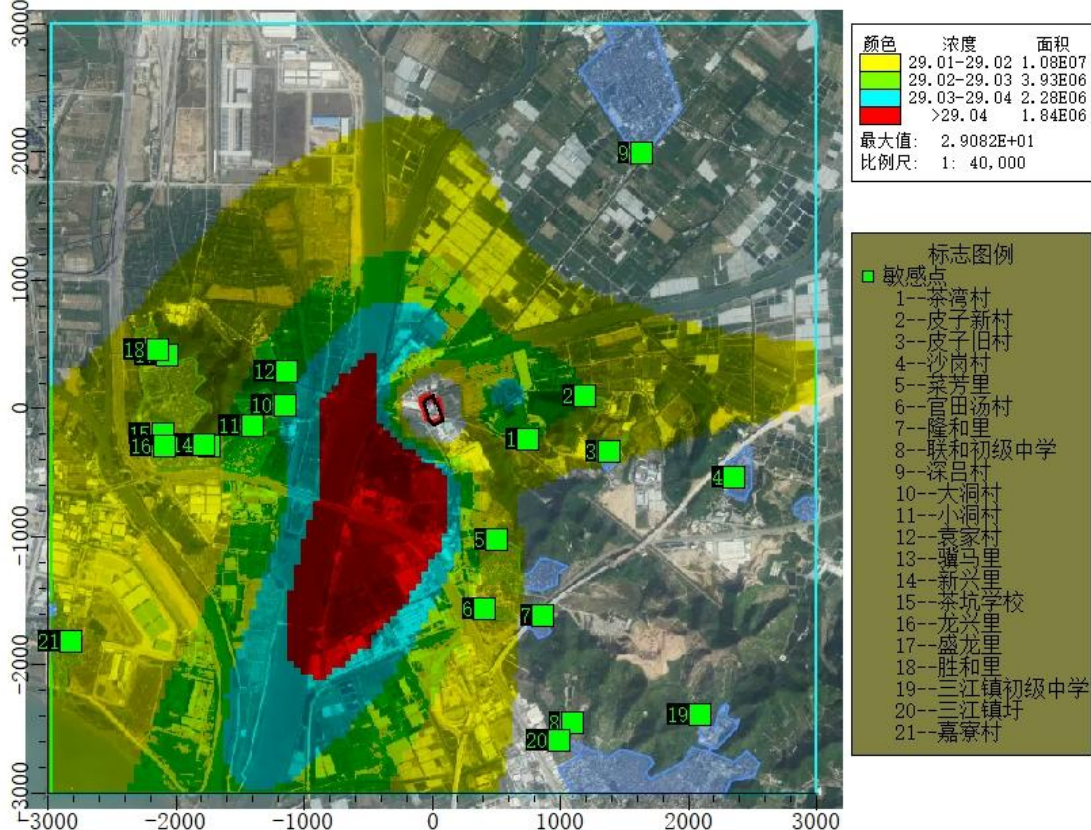 颜色 浓度 面积
29.01-29.02 1.08E07
29.02-29.03 3.93E06
29.03-29.04 2.28E06
>29.04 1.84E06
最大值: 2.9082E+01
比例尺: 1: 40,000
标志图例
敏感点
1--茶湾村
2--皮子新村
3--皮子旧村
4--沙岗村
5--菜芳里
6--官田汤村
7--隆和里
8--联和初级中学
9--深吕村
10--大洞村
11--小洞村
12--袁家村
13--骥马里
14--新兴里
15--茶坑学校
16--龙兴里
17--盛龙里
18--胜和里
19--三江镇初级中学
20--三江镇圩
21--嘉寮村
3000
2000
1000
0
-1000
-2000
-3000
-3000 -2000 -1000 0 1000 2000 3000
9
18
12
10
2
11
15
16
14
1
3
4
5
6
7
21
8
19
20